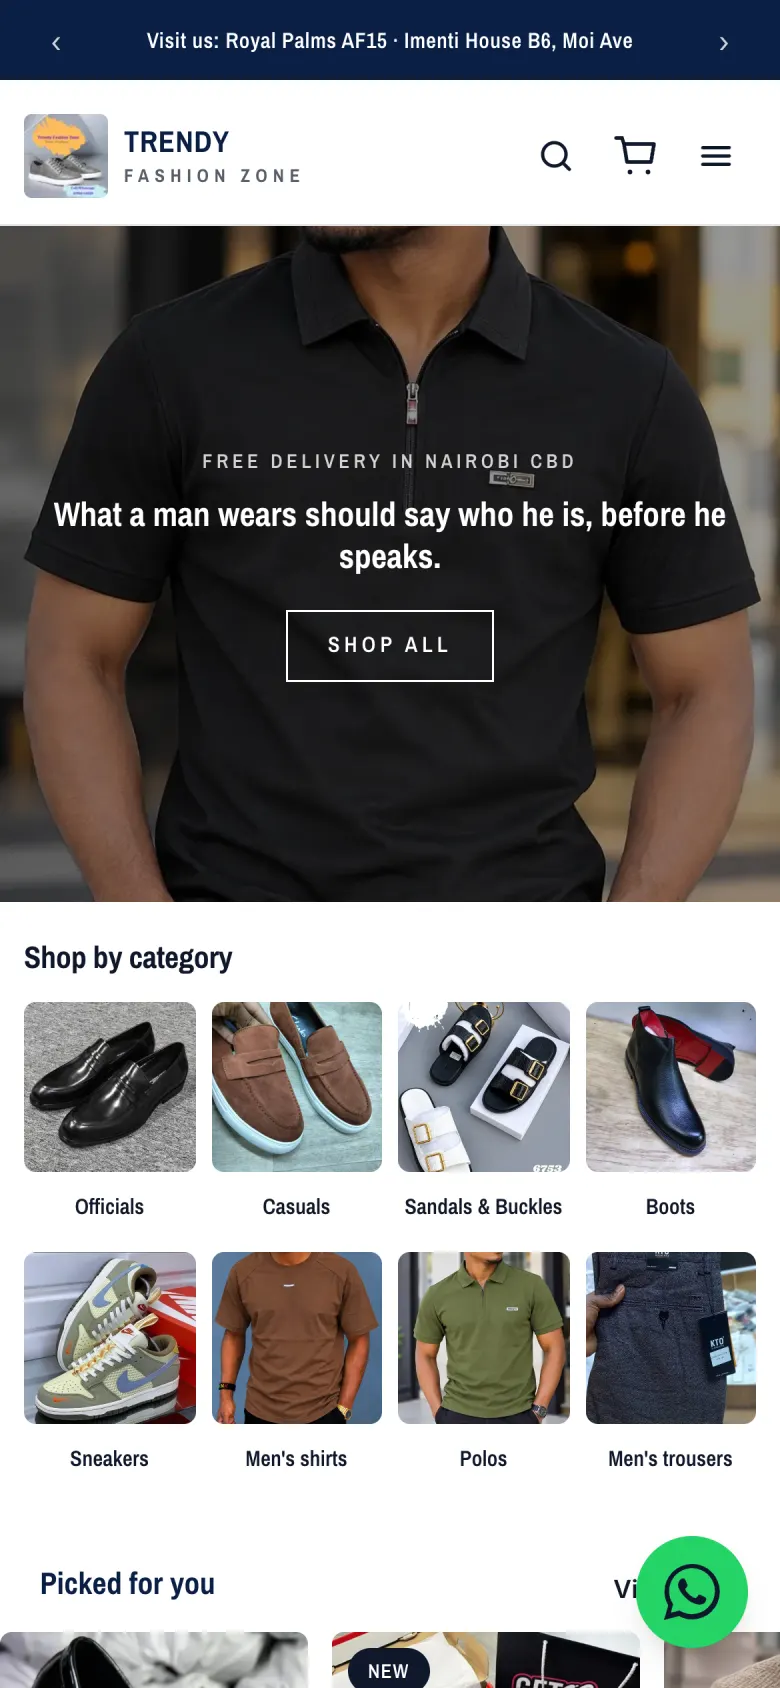 Visit us: Royal Palms AF15 · Imenti House B6, Moi Ave
TRENDY
FASHION ZONE
FREE DELIVERY IN NAIROBI CBD
What a man wears should say who he is, before he
speaks.
SHOP ALL
Shop by category
6753
Officials
Casuals
Sandals & Buckles
Boots
KTO
Sneakers
Men's shirts
Polos
Men's trousers
Picked for you
NEW